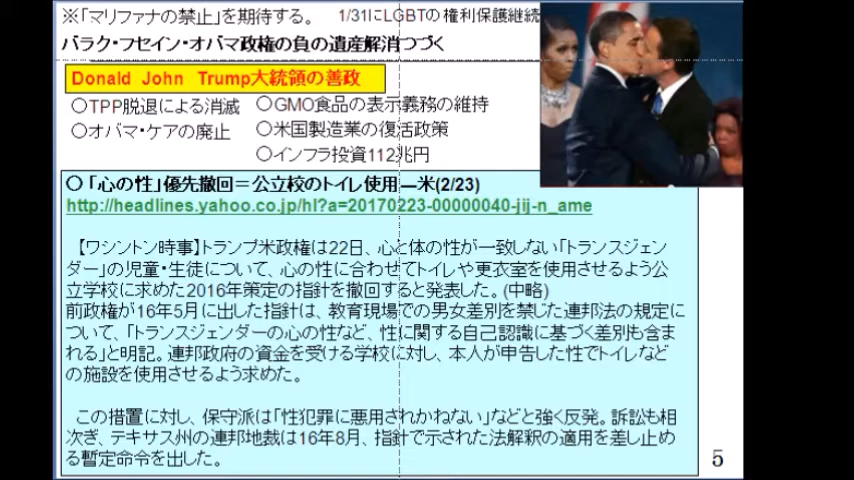 ※「マリファナの禁止」を期待する。 1/31にLGBTの権利保護継続
バラク・フセイン・オバマ政権の負の遺産解消つづく
Donald John Trump大統領の善政
○TPP脱退による消滅 ○GMO食品の表示義務の維持
○オバマ・ケアの廃止 ○米国製造業の復活政策
○インフラ投資112兆円
○「心の性」優先撤回＝公立校のトイレ使用―米(2/23)
http://headlines.yahoo.co.jp/hl?a=20170223-00000040-jij-n_ame
【ワシントン時事】トランプ米政権は22日、心と体の性が一致しない「トランスジェン
ダー」の児童・生徒について、心の性に合わせてトイレや更衣室を使用させるよう公
立学校に求めた2016年策定の指針を撤回すると発表した。(中略)
前政権が16年5月に出した指針は、教育現場での男女差別を禁じた連邦法の規定に
ついて、「トランスジェンダーの心の性など、性に関する自己認識に基づく差別も含ま
れる」と明記。連邦政府の資金を受ける学校に対し、本人が申告した性でトイレなど
の施設を使用させるよう求めた。
この措置に対し、保守派は「性犯罪に悪用されかねない」などと強く反発。訴訟も相
次ぎ、テキサス州の連邦地裁は16年8月、指針で示された法解釈の適用を差し止め
る暫定命令を出した。
5